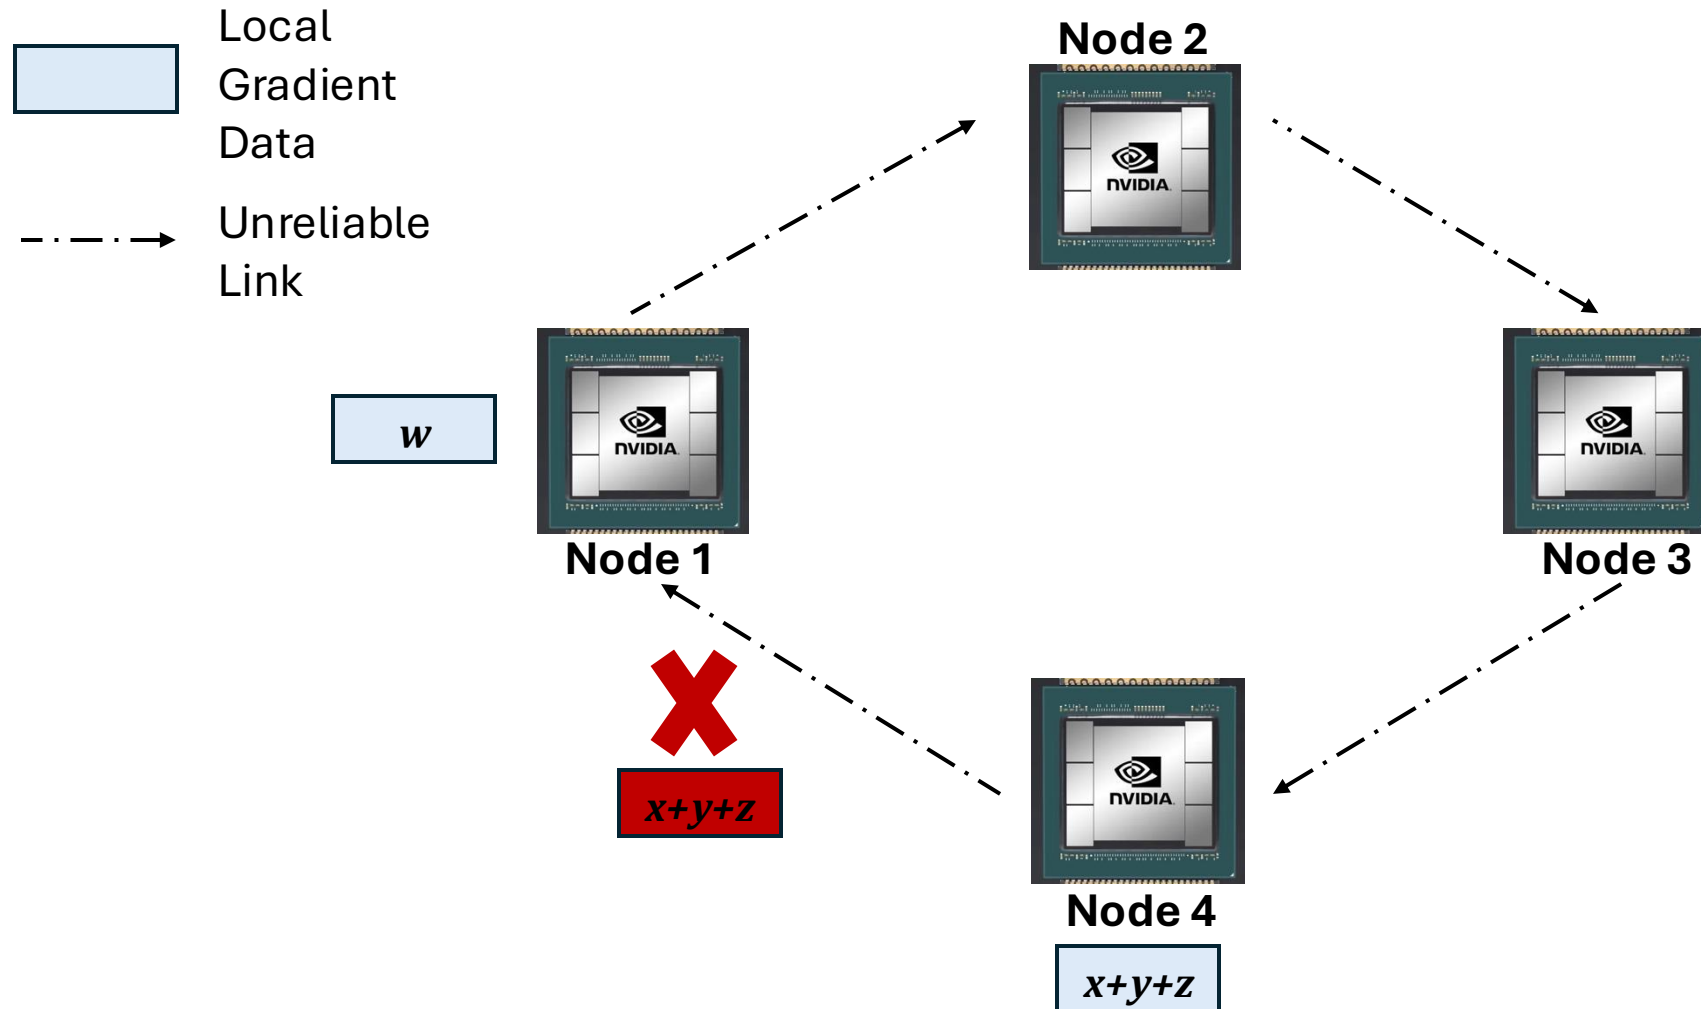 Local
Gradient
Data
Unreliable
Link
Node 2
NVIDIA.
NVIDIA.
NVIDIA.
w
Node 1
Node 3
x+y+z
NVIDIA.
Node 4
x+y+z